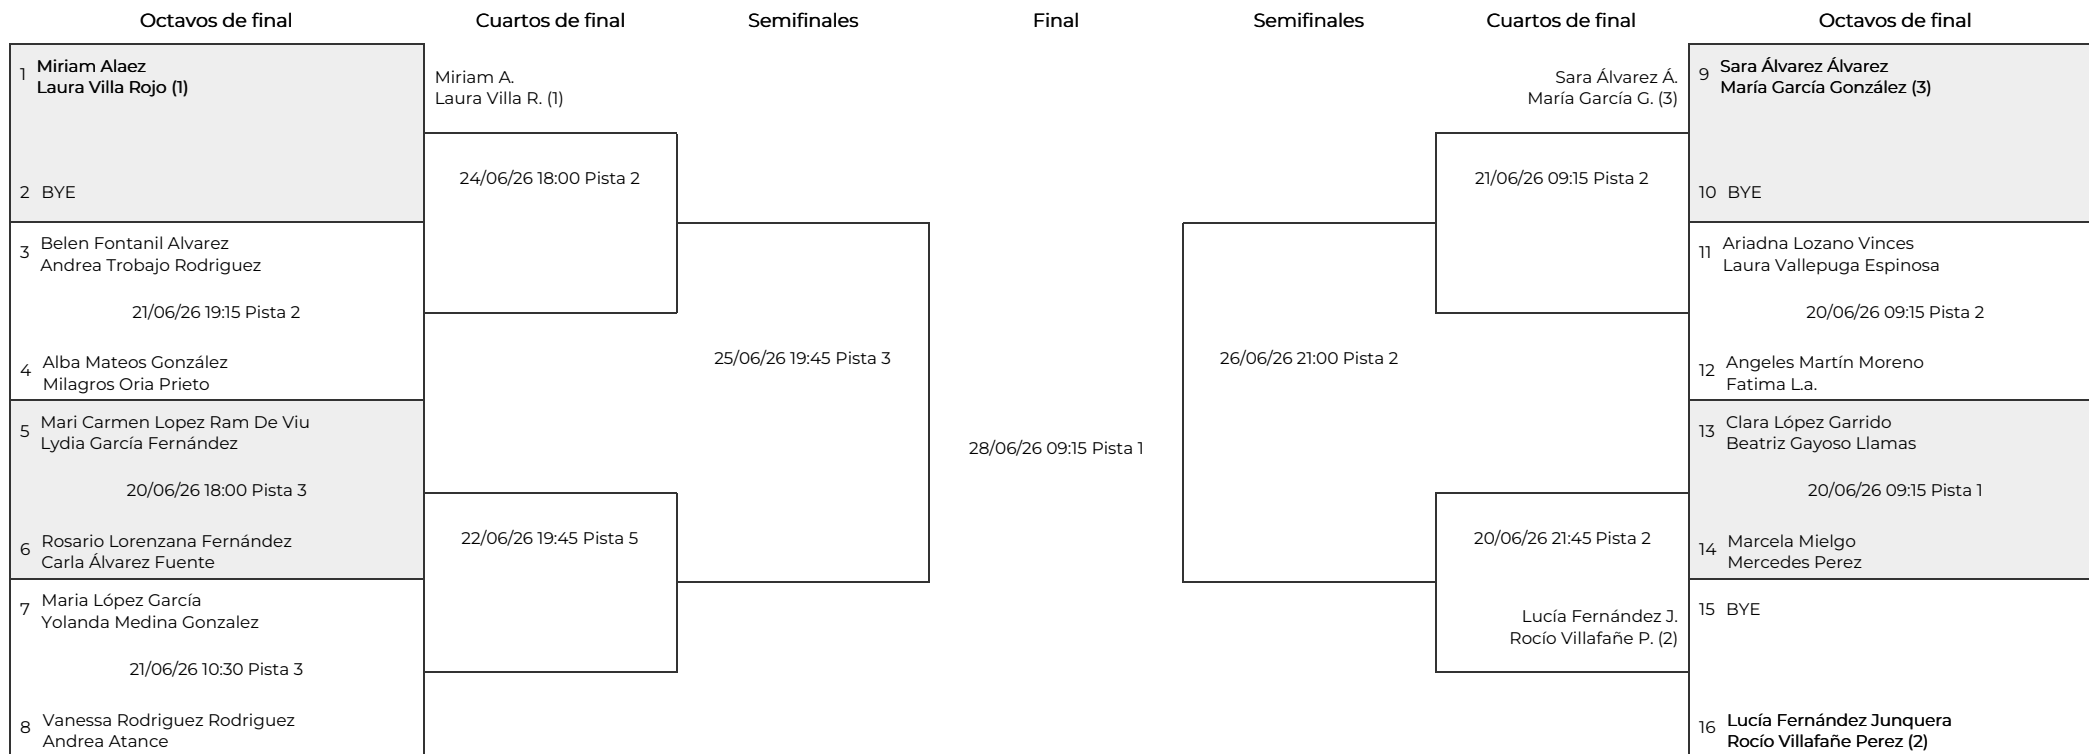 Octavos de final
Cuartos de final
Semifinales
Final
Semifinales
Cuartos de final
Octavos de final
1 Miriam Alaez
Laura Villa Rojo (1)
2 BYE
3 Belen Fontanil Alvarez
Andrea Trobajo Rodriguez
21/06/26 19:15 Pista 2
4 Alba Mateos González
Milagros Oria Prieto
5 Mari Carmen Lopez Ram De Viu
Lydia García Fernández
20/06/26 18:00 Pista 3
6 Rosario Lorenzana Fernández
Carla Álvarez Fuente
7 Maria López García
Yolanda Medina Gonzalez
21/06/26 10:30 Pista 3
8 Vanessa Rodriguez Rodriguez
Andrea Atance
Miriam A.
Laura Villa R. (1)
24/06/26 18:00 Pista 2
22/06/26 19:45 Pista 5
25/06/26 19:45 Pista 3
28/06/26 09:15 Pista 1
26/06/26 21:00 Pista 2
Sara Álvarez Á.
María García G. (3)
21/06/26 09:15 Pista 2
20/06/26 21:45 Pista 2
Lucía Fernández J.
Rocío Villafañe P. (2)
9 Sara Álvarez Álvarez
María García González (3)
10 BYE
11 Ariadna Lozano Vinces
Laura Vallepuga Espinosa
20/06/26 09:15 Pista 2
12 Angeles Martín Moreno
Fatima L.a.
13 Clara López Garrido
Beatriz Gayoso Llamas
20/06/26 09:15 Pista 1
14 Marcela Mielgo
Mercedes Perez
15 BYE
16 Lucía Fernández Junquera
Rocío Villafañe Perez (2)